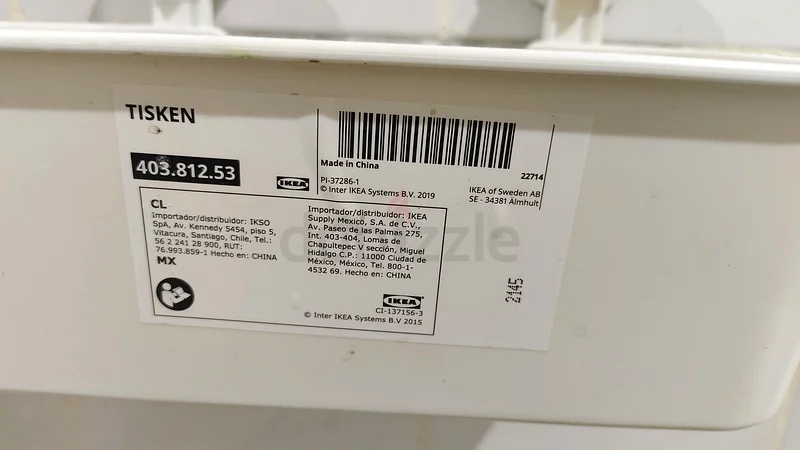 TISKEN
403.812.53
IKEA
Made in China
22714
PI-37286-1
© Inter IKEA Systems B.V. 2019
IKEA of Sweden AB
SE - 34381 Älmhult
CL
Importador/distribuidor: IKSO
SpA, Av. Kennedy 5454, piso 5,
Vitacura, Santiago, Chile, Tel.:
56 2 241 28 900, RUT:
76.993.859-1 Hecho en: CHINA
MX
Importador/distribuidor: IKEA
Supply Mexico, S.A. de C.V.,
Av. Paseo de las Palmas 275,
Int. 403-404, Lomas de
Chapultepec V sección, Miguel
Hidalgo C.P.: 11000 Ciudad de
México, México, Tel. 800-1-
4532 69. Hecho en: CHINA
IKEA
CI-137156-3
© Inter IKEA Systems B.V 2015
2145
dubizzle